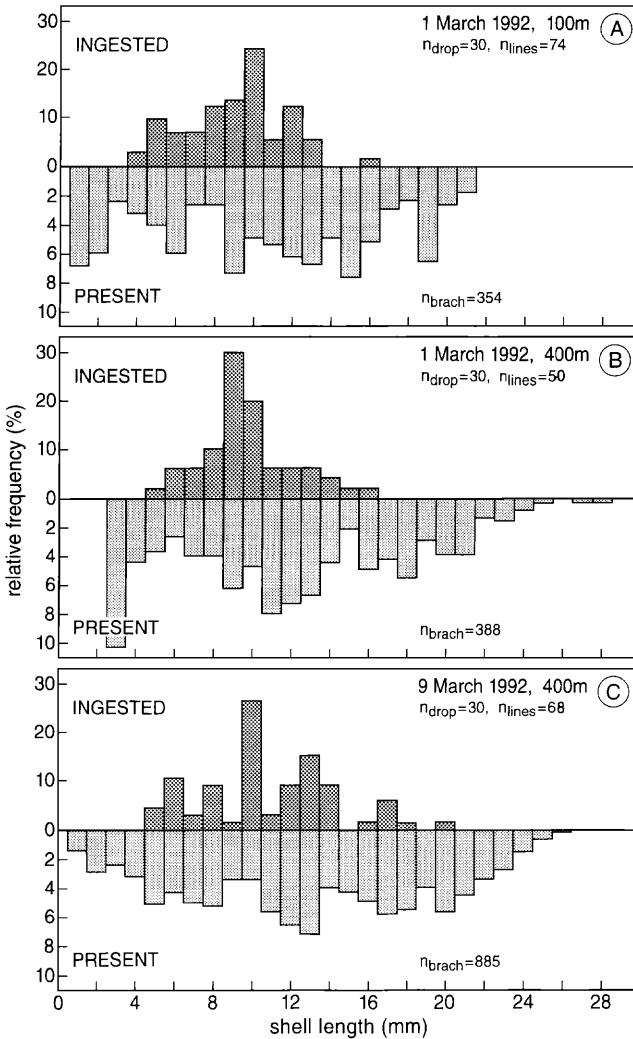 INGESTED
1 March 1992, 100m
A
n_drop=30, n_lines=74
30
20
10
0
2
4
6
8
10
PRESENT
n_brach=354
INGESTED
1 March 1992, 400m
B
n_drop=30, n_lines=50
30
20
10
0
2
4
6
8
10
PRESENT
n_brach=388
relative frequency (%)
INGESTED
9 March 1992, 400m
C
n_drop=30, n_lines=68
30
20
10
0
2
4
6
8
10
PRESENT
n_brach=885
0 4 8 12 16 20 24 28
shell length (mm)